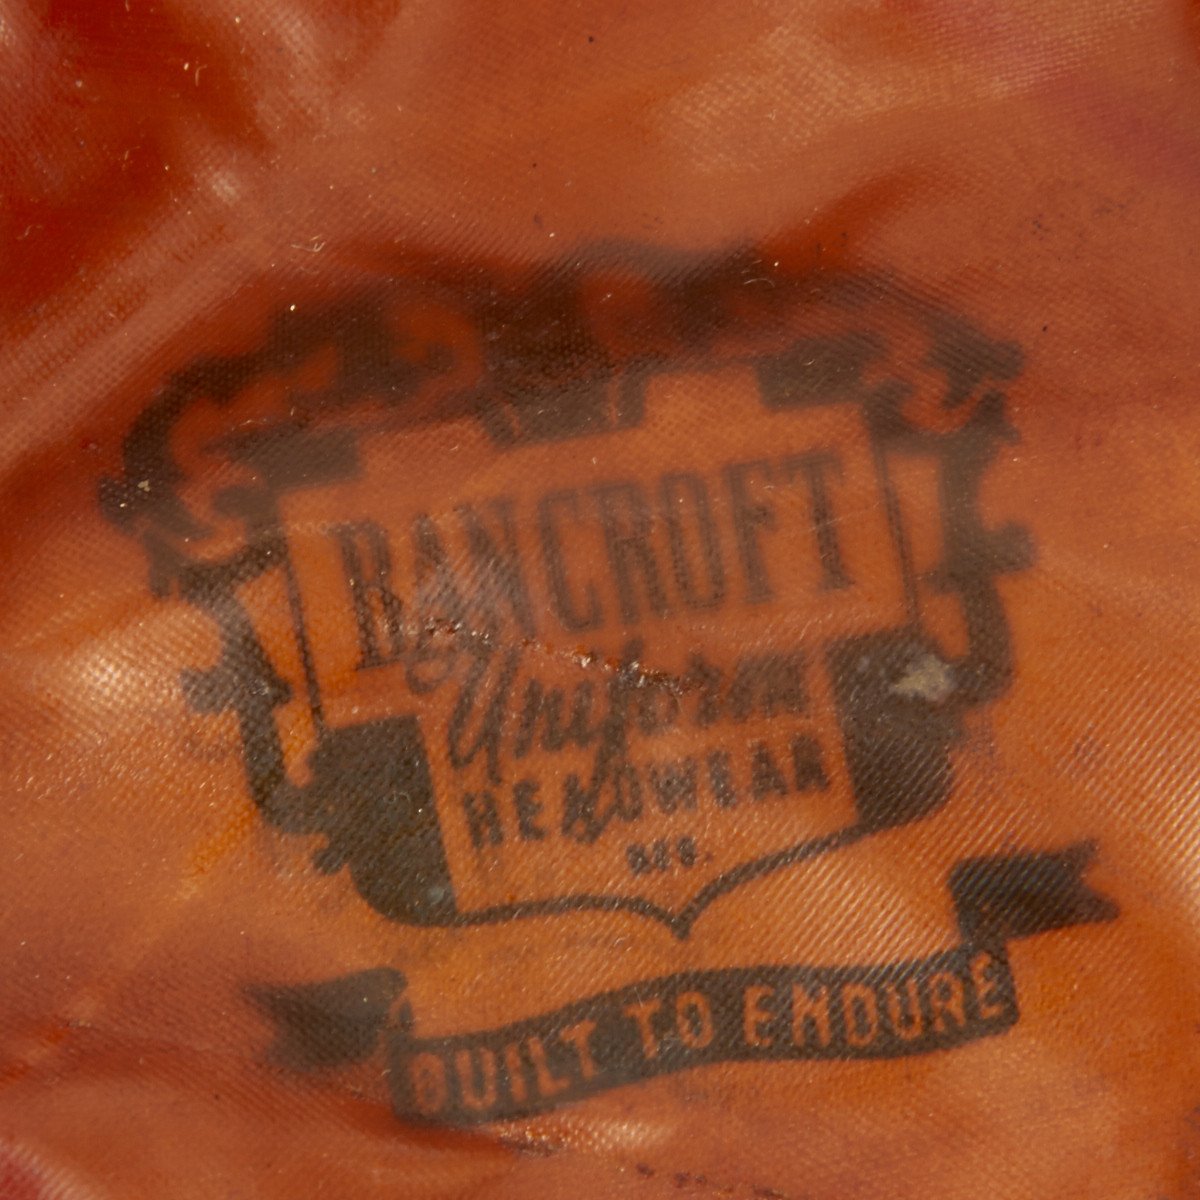 BANCROFT
Uniform
HEADWEAR
REG.
BUILT TO ENDURE